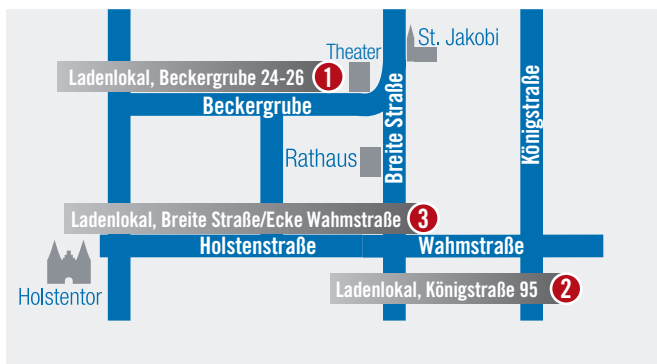 St. Jakobi
Theater
Ladenlokal, Beckergrube 24-26 1
Beckergrube
Breite Straße
Königstraße
Rathaus
Ladenlokal, Breite Straße/Ecke Wahmstraße 3
Holstenstraße
Wahmstraße
Holstentor
Ladenlokal, Königstraße 95 2